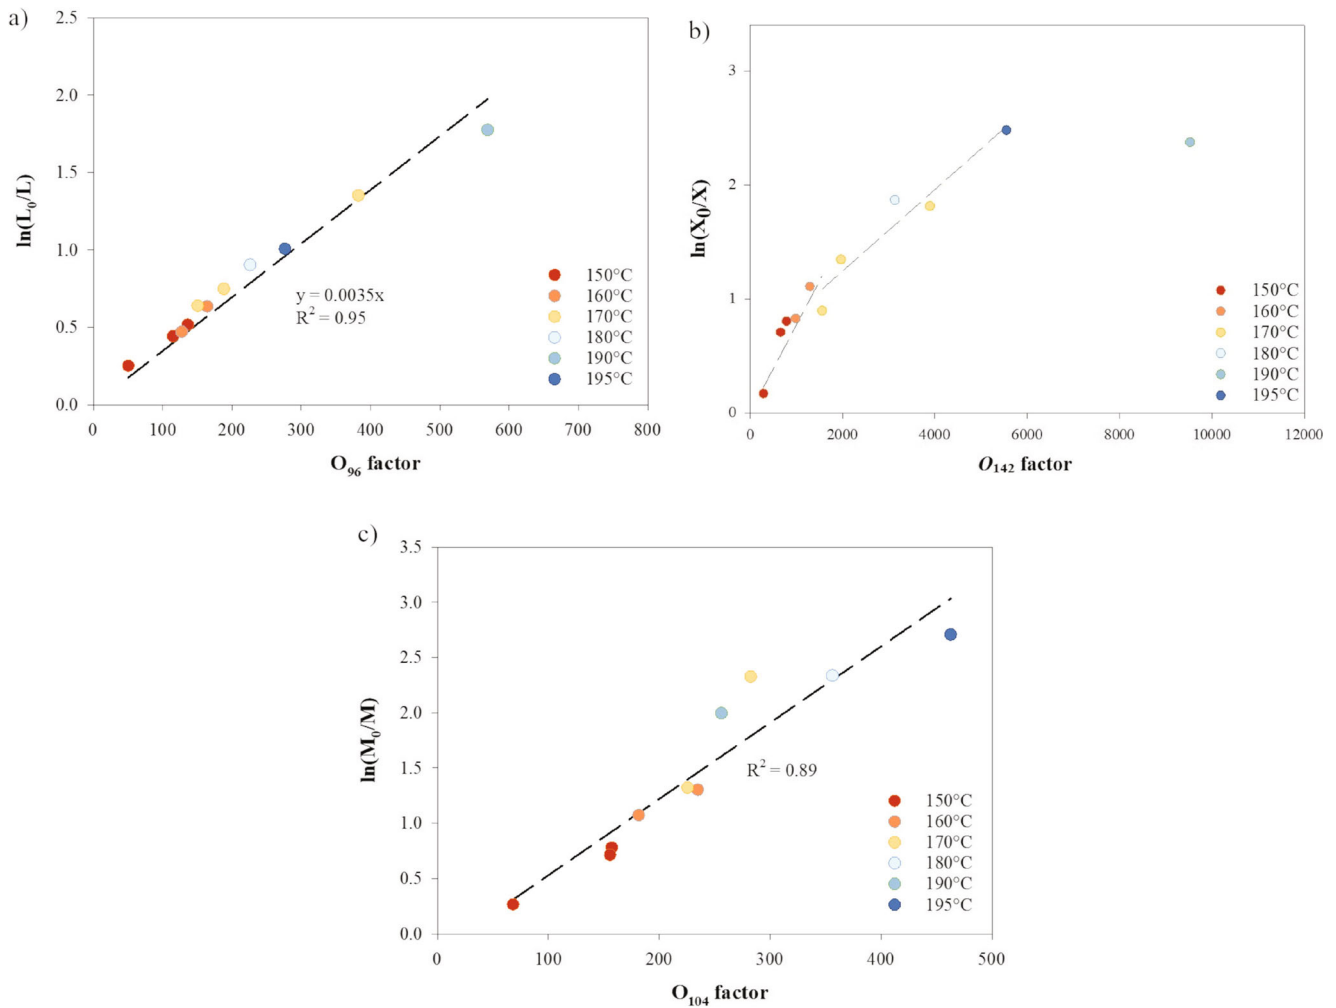 a)
2.5
2.0
1.5
1.0
0.5
0.0
ln(L₀/L)
y = 0.0035x
R² = 0.95
150°C
160°C
170°C
180°C
190°C
195°C
0 100 200 300 400 500 600 700 800
O₉₆ factor
b)
3
2
1
0
ln(X₀/X)
150°C
160°C
170°C
180°C
190°C
195°C
0 2000 4000 6000 8000 10000 12000
O₁₄₂ factor
c)
3.5
3.0
2.5
2.0
1.5
1.0
0.5
0.0
ln(M₀/M)
R² = 0.89
150°C
160°C
170°C
180°C
190°C
195°C
0 100 200 300 400 500
O₁₀₄ factor